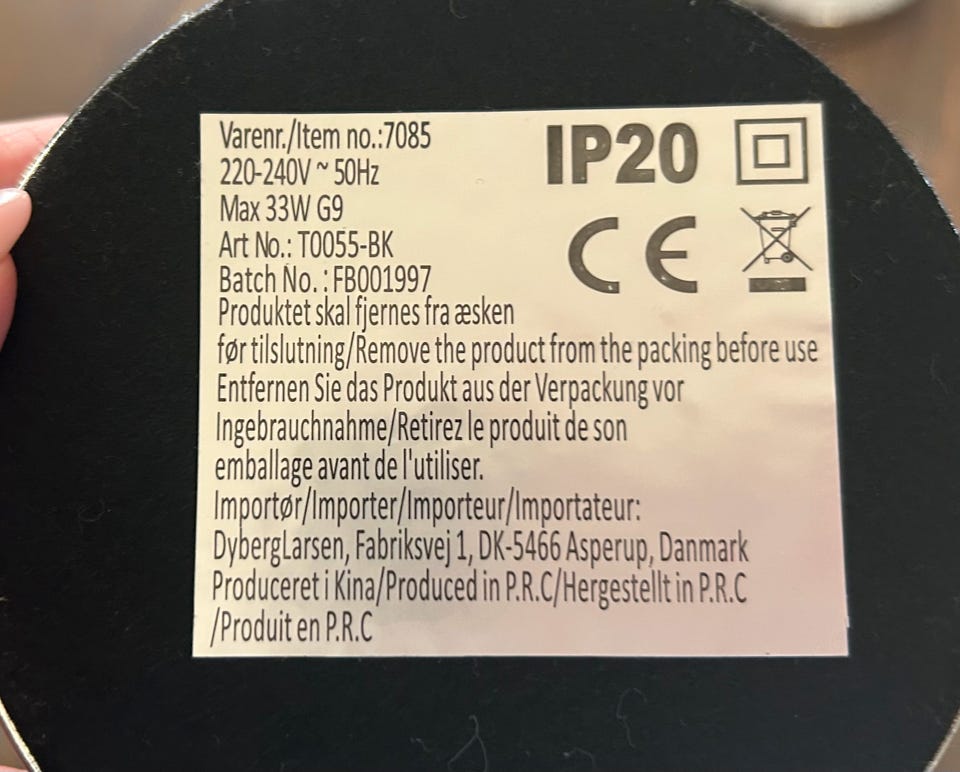 Varenr./Item no.:7085
220-240V ~ 50Hz
Max 33W G9
Art No.: T0055-BK
Batch No. : FB001997
IP20
CE
Produktet skal fjernes fra æsken
før tilslutning/Remove the product from the packing before use
Entfernen Sie das Produkt aus der Verpackung vor
Ingebrauchnahme/Retirez le produit de son
emballage avant de l'utiliser.
Importør/Importer/Importeur/Importateur:
DybergLarsen, Fabriksvej 1, DK-5466 Asperup, Danmark
Produceret i Kina/Produced in P.R.C/Hergestellt in P.R.C
/Produit en P.R.C